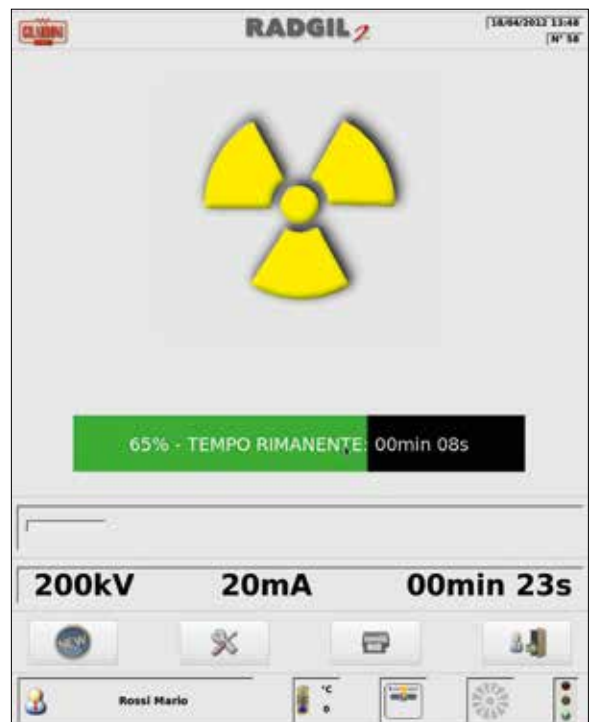 GILARDONI
RADGIL 2
18/04/2012 13:48
N° 58
65% - TEMPO RIMANENTE: 00min 08s
200kV 20mA 00min 23s
NEW
Rossi Mario
°C
0